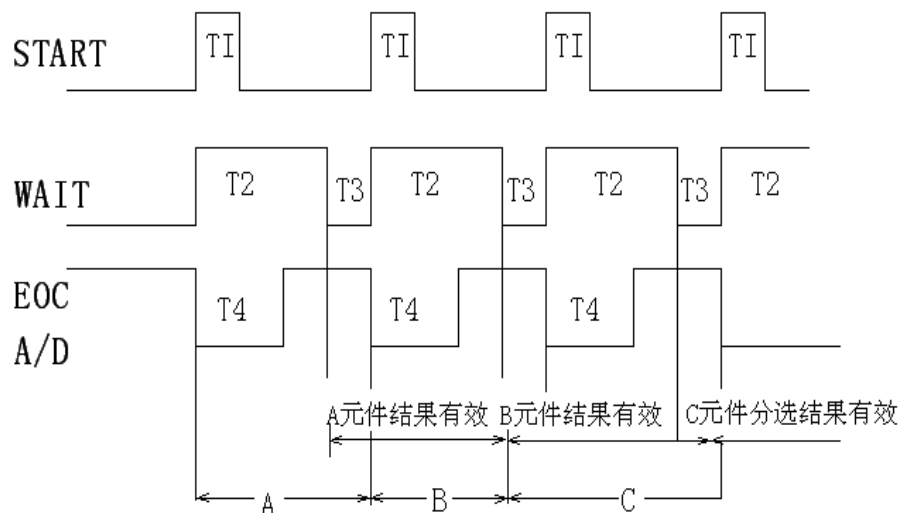 START TI TI TI TI
WAIT T2 T3 T2 T3 T2 T3 T2
EOC
A/D T4 T4 T4
A元件结果有效 B元件结果有效 C元件分选结果有效
A B C